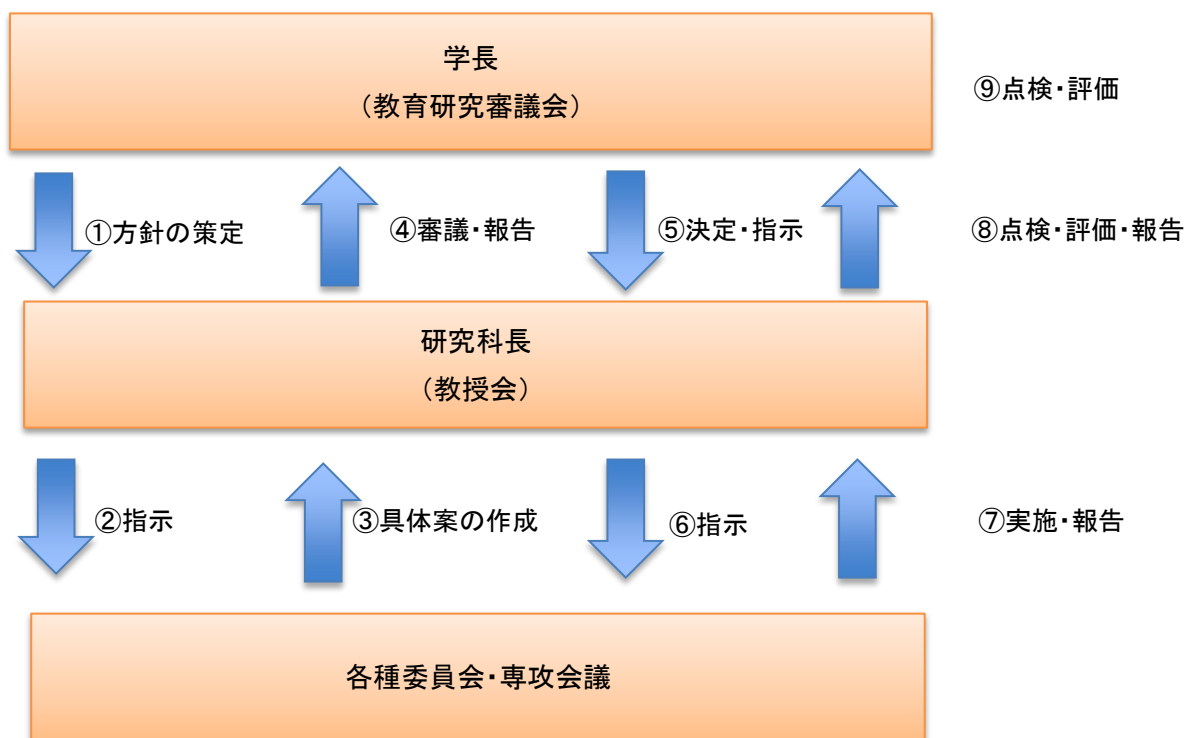 学長
（教育研究審議会）
⑨点検・評価
①方針の策定
④審議・報告
⑤決定・指示
⑧点検・評価・報告
研究科長
（教授会）
②指示
③具体案の作成
⑥指示
⑦実施・報告
各種委員会・専攻会議